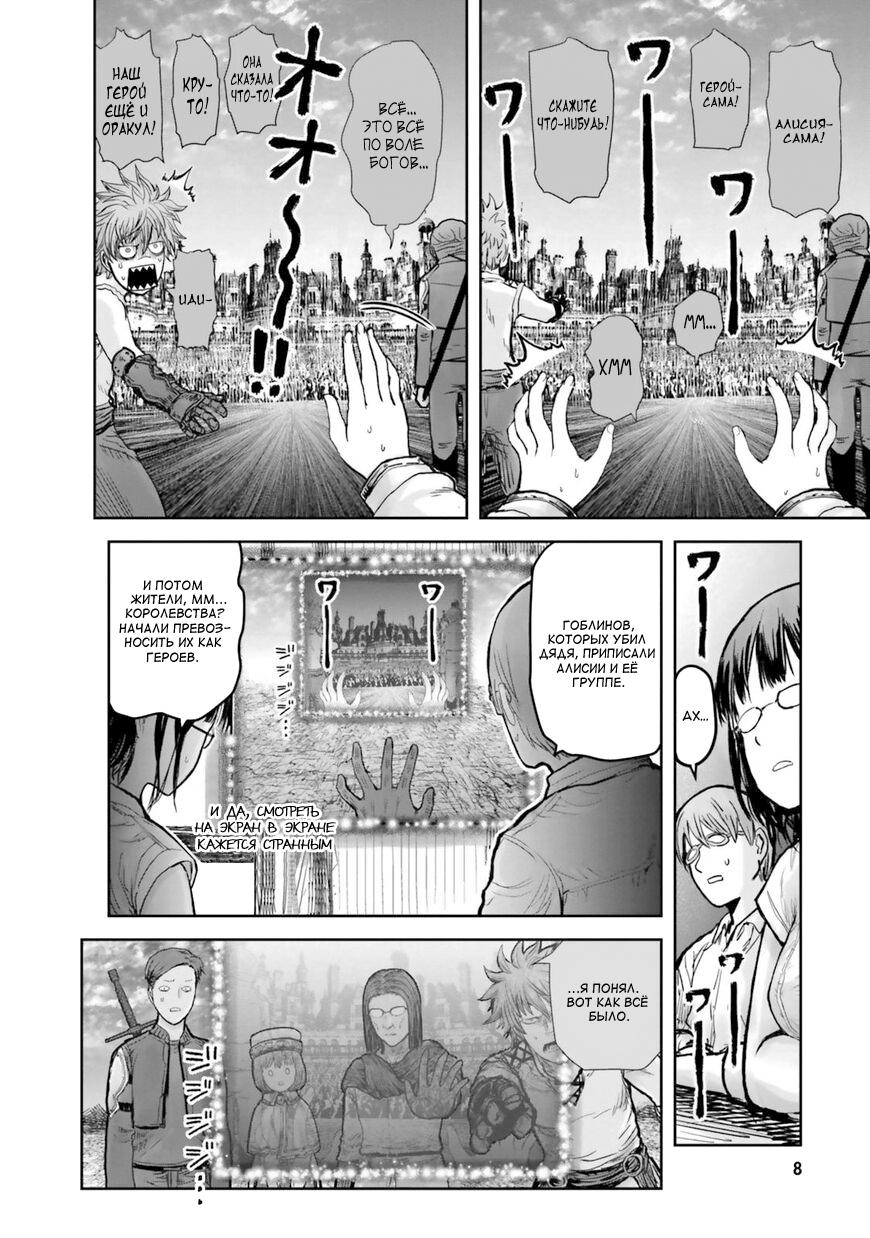 АЛИСИЯ-
САМА!
ГЕРОЙ-
САМА!
СКАЖИТЕ
ЧТО-НИБУДЬ!
ワー
ワー
ワー
ММ...
ХММ
ВСЁ...
ЭТО ВСЁ
ПО ВОЛЕ
БОГОВ...
ОНА
СКАЗАЛА
ЧТО-ТО!
КРУ-
ТО!
НАШ
ГЕРОЙ
ЕЩЁ И
ОРАКУЛ!
オオ〜!!
ИДИ-
ワー
АХ...
ワー
ワー
ГОБЛИНОВ,
КОТОРЫХ УБИЛ
ДЯДЯ, ПРИПИСАЛИ
АЛИСИИ И ЕЁ
ГРУППЕ.
ワー
ワー
И ПОТОМ
ЖИТЕЛИ, ММ...
КОРОЛЕВСТВА?
НАЧАЛИ ПРЕВОЗ-
НОСИТЬ ИХ КАК
ГЕРОЕВ.
И ДА, СМОТРЕТЬ
НА ЭКРАН В ЭКРАНЕ
КАЖЕТСЯ СТРАННЫМ
...Я ПОНЯЛ.
ВОТ КАК ВСЁ
БЫЛО.
8